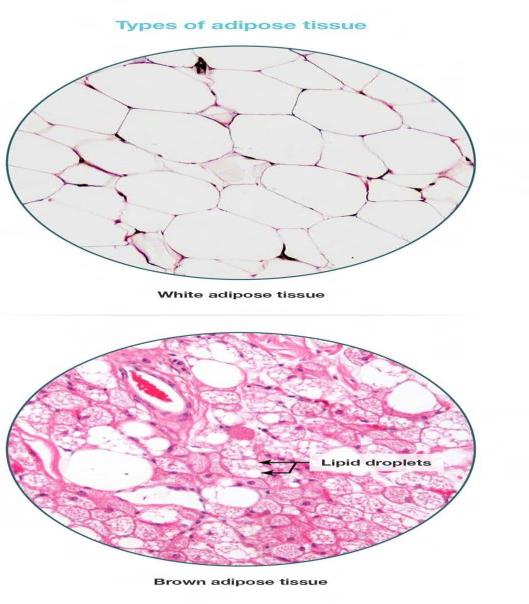 Types of adipose tissue
White adipose tissue
Lipid droplets
Brown adipose tissue